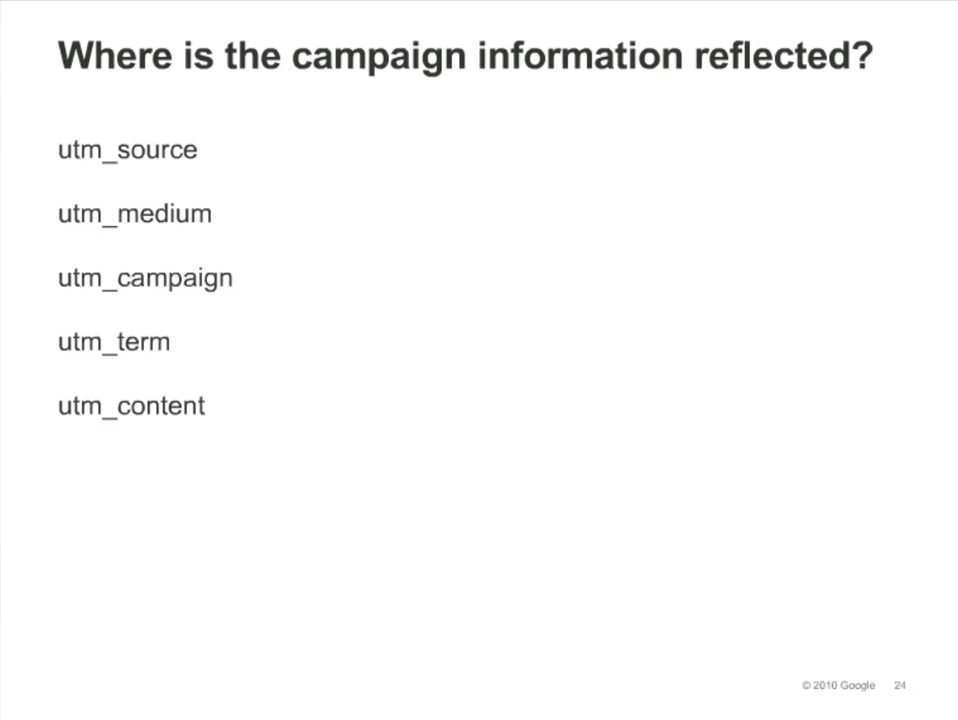 Where is the campaign information reflected?
utm_source
utm_medium
utm_campaign
utm_term
utm_content
© 2010 Google 24